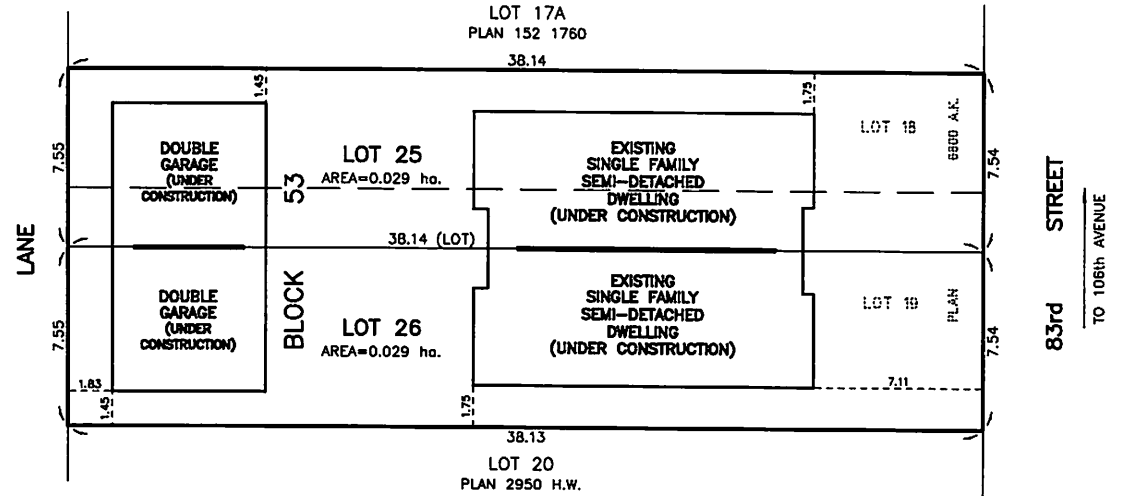 LOT 17A
PLAN 152 1760
38.14
1.45
1.75
LOT 18
6800 A.K.
7.55
DOUBLE
GARAGE
(UNDER
CONSTRUCTION)
LOT 25
AREA=0.029 ha.
53
EXISTING
SINGLE FAMILY
SEMI-DETACHED
DWELLING
(UNDER CONSTRUCTION)
7.54
LANE
38.14 (LOT)
83rd STREET
TO 106th AVENUE
7.55
DOUBLE
GARAGE
(UNDER
CONSTRUCTION)
BLOCK
LOT 26
AREA=0.029 ha.
EXISTING
SINGLE FAMILY
SEMI-DETACHED
DWELLING
(UNDER CONSTRUCTION)
LOT 19
PLAN
7.54
1.83
7.11
1.45
1.75
38.13
LOT 20
PLAN 2950 H.W.